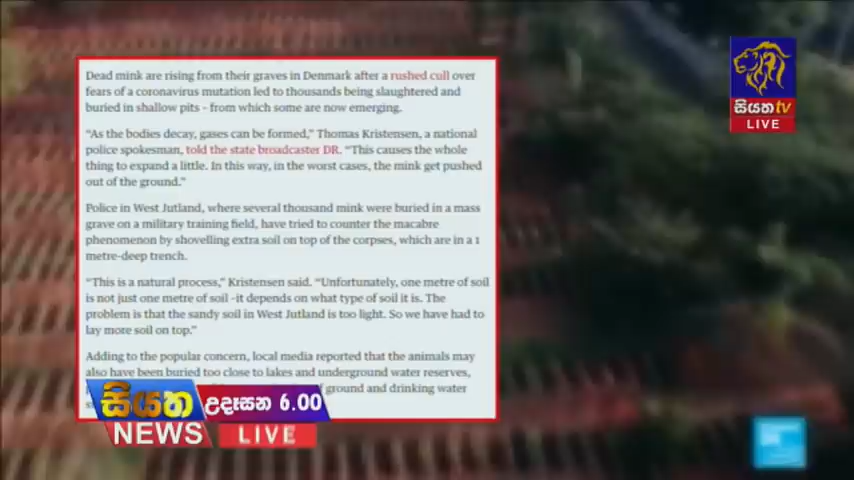 සියත tv
LIVE
Dead mink are rising from their graves in Denmark after a rushed cull over
fears of a coronavirus mutation led to thousands being slaughtered and
buried in shallow pits – from which some are now emerging.
“As the bodies decay, gases can be formed,” Thomas Kristensen, a national
police spokesman, told the state broadcaster DR. “This causes the whole
thing to expand a little. In this way, in the worst cases, the mink get pushed
out of the ground.”
Police in West Jutland, where several thousand mink were buried in a mass
grave on a military training field, have tried to counter the macabre
phenomenon by shovelling extra soil on top of the corpses, which are in a 1
metre-deep trench.
“This is a natural process,” Kristensen said. “Unfortunately, one metre of soil
is not just one metre of soil -it depends on what type of soil it is. The
problem is that the sandy soil in West Jutland is too light. So we have had to
lay more soil on top.”
Adding to the popular concern, local media reported that the animals may
also have been buried too close to lakes and underground water reserves,
of ground and drinking water
සියත උදෑසන 6.00
NEWS LIVE